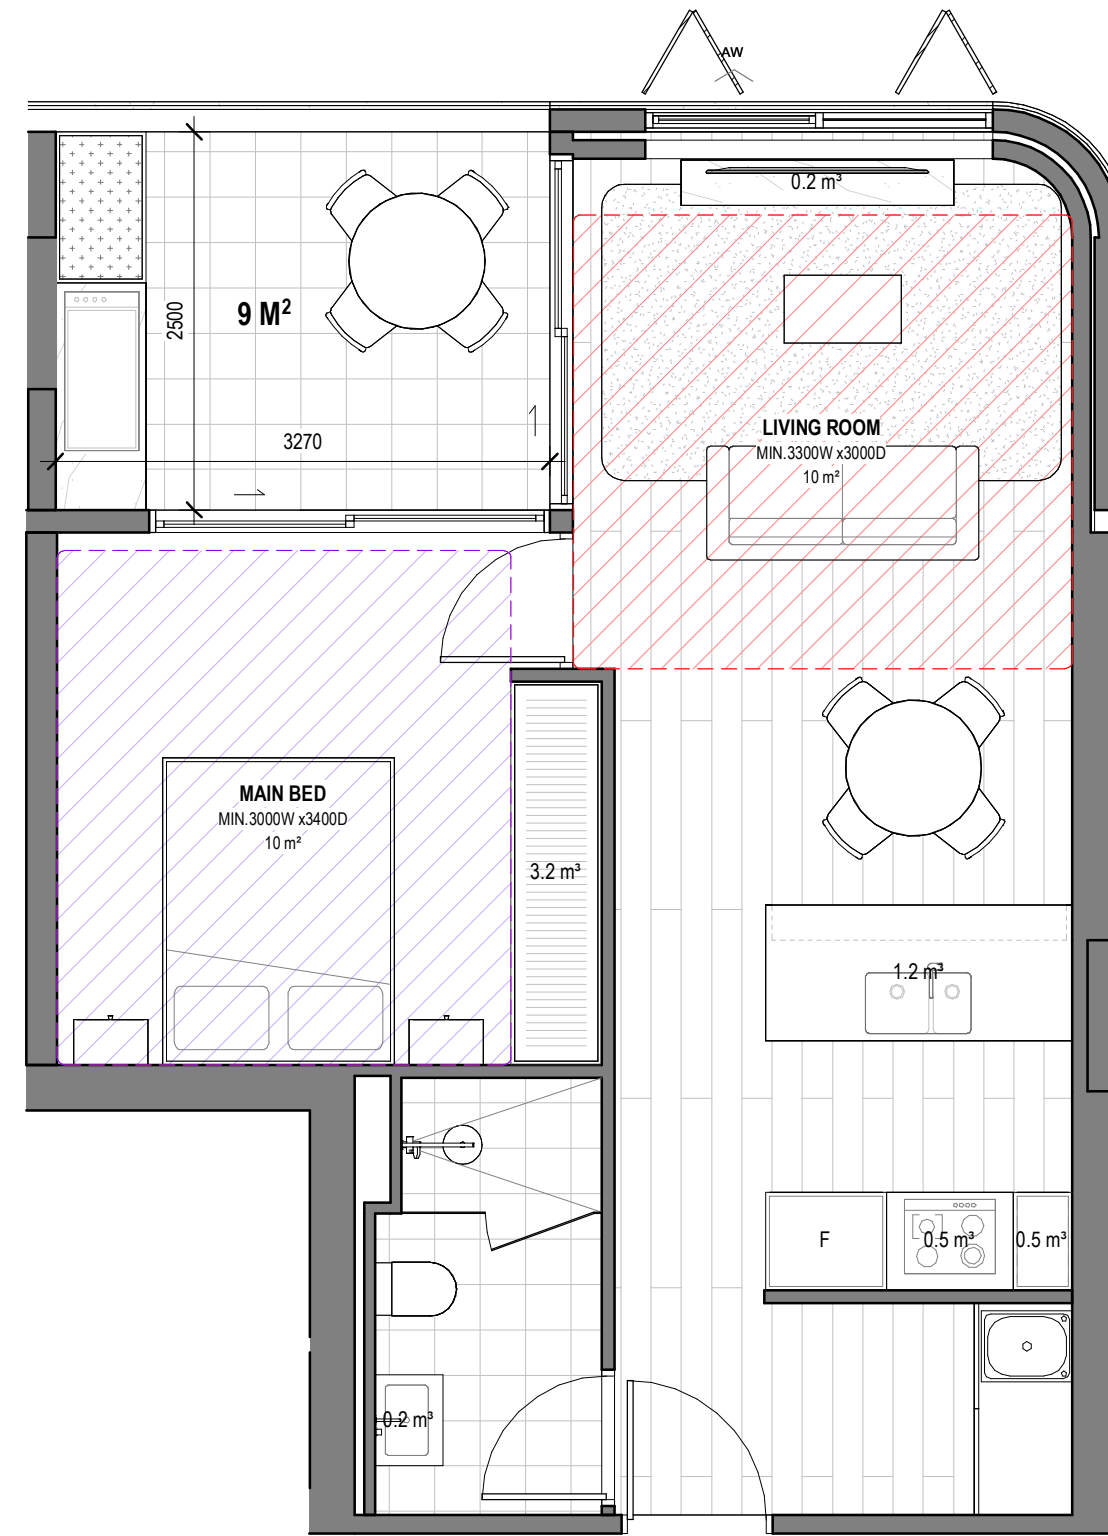 AW
0.2 m³
9 M²
2500
3270
LIVING ROOM
MIN.3300W x3000D
10 m²
MAIN BED
MIN.3000W x3400D
10 m²
3.2 m³
1.2 m³
F
0.5 m³
0.5 m³
0.2 m³